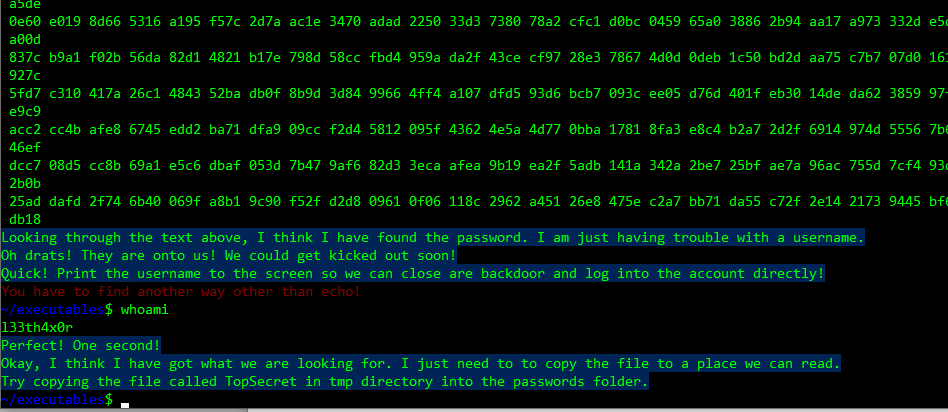 a5de
0e60 e019 8d66 5316 a195 f57c 2d7a ac1e 3470 adad 2250 33d3 7380 78a2 cfc1 d0bc 0459 65a0 3886 2b94 aa17 a973 332d
a00d
837c b9a1 f02b 56da 82d1 4821 b17e 798d 58cc fbd4 959a da2f 43ce cf97 28e3 7867 4d0d 0deb 1c50 bd2d aa75 c7b7 07d0
927c
5fd7 c310 417a 26c1 4843 52ba db0f 8b9d 3d84 9966 4ff4 a107 dfd5 93d6 bcb7 093c ee05 d76d 401f eb30 14de da62 3859
e9c9
acc2 cc4b afe8 6745 edd2 ba71 dfa9 09cc f2d4 5812 095f 4362 4e5a 4d77 0bba 1781 8fa3 e8c4 b2a7 2d2f 6914 974d 5556
46ef
dcc7 08d5 cc8b 69a1 e5c6 dbaf 053d 7b47 9af6 82d3 3eca afea 9b19 ea2f 5adb 141a 342a 2be7 25bf ae7a 96ac 755d 7cf4
2b0b
25ad dafd 2f74 6b40 069f a8b1 9c90 f52f d2d8 0961 0f06 118c 2962 a451 26e8 475e c2a7 bb71 da55 c72f 2e14 2173 9445
db18
Looking through the text above, I think I have found the password. I am just having trouble with a username.
Oh drats! They are onto us! We could get kicked out soon!
Quick! Print the username to the screen so we can close are backdoor and log into the account directly!
You have to find another way other than echo!
~/executables$ whoami
l33th4x0r
Perfect! One second!
Okay, I think I have got what we are looking for. I just need to to copy the file to a place we can read.
Try copying the file called TopSecret in tmp directory into the passwords folder.
~/executables$